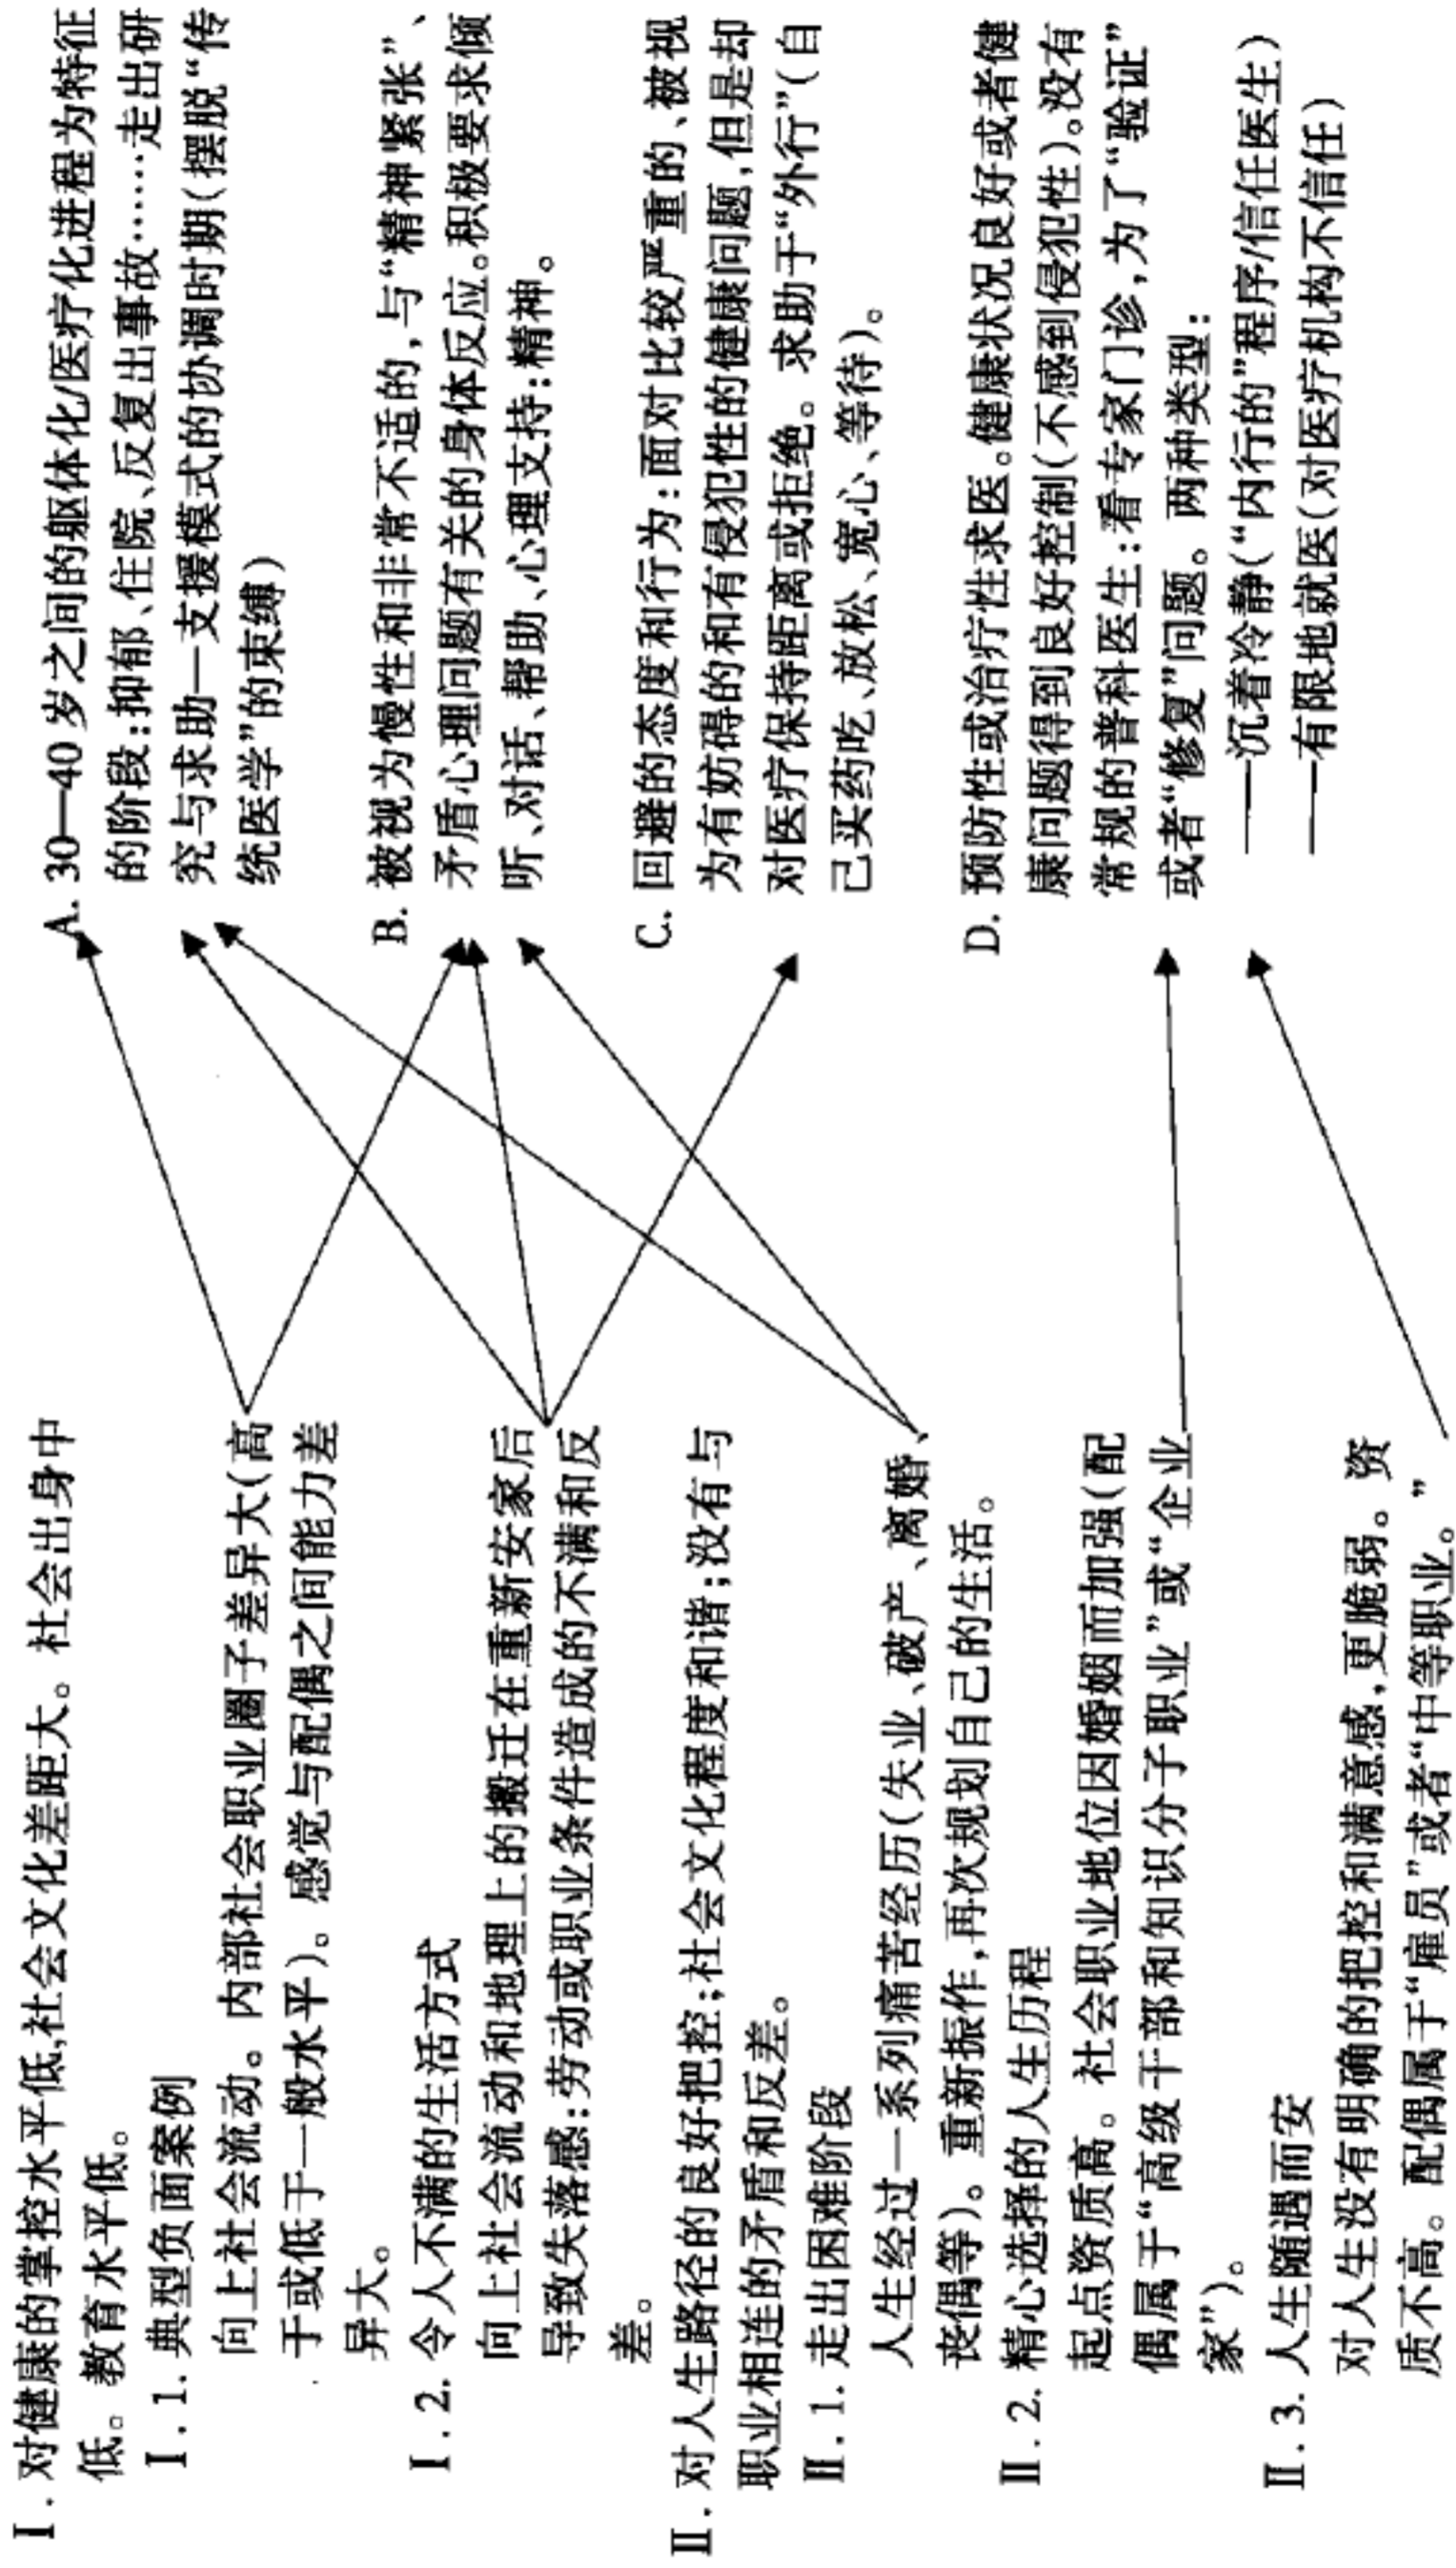 Ⅰ. 对健康的掌控水平低,社会文化差距大。社会出身中
低。教育水平低。
Ⅰ.1. 典型负面案例
向上社会流动。内部社会职业圈子差异大(高
于或低于一般水平)。感觉与配偶之间能力差
异大。
Ⅰ.2. 令人不满的生活方式
向上社会流动和地理上的搬迁在重新安家后
导致失落感:劳动或职业条件造成的不满和反
差。
Ⅱ. 对人生路径的良好把控;社会文化程度和谐;没有与
职业相连的矛盾和反差。
Ⅱ.1. 走出困难阶段
人生经过一系列痛苦经历(失业、破产、离婚、
丧偶等)。重新振作,再次规划自己的生活。
Ⅱ.2. 精心选择的人生历程
起点资质高。社会职业地位因婚姻而加强(配
偶属于“高级干部和知识分子职业”或“企业
家”)。
Ⅱ.3. 人生随遇而安
对人生没有明确的把控和满意感,更脆弱。资
质不高。配偶属于“雇员”或者“中等职业。”
A. 30—40岁之间的躯体化/医疗化进程为特征
的阶段:抑郁、住院、反复出事故……走出研
究与求助—支援模式的协调时期(摆脱“传
统医学”的束缚)
B. 被视为慢性和非常不适的,与“精神紧张”、
矛盾心理问题有关的身体反应。积极要求倾
听、对话、帮助、心理支持:精神。
C. 回避的态度和行为:面对比较严重的、被视
为有妨碍的和有侵犯性的健康问题,但是却
对医疗保持距离或拒绝。求助于“外行”(自
己买药吃、放松、宽心、等待)。
D. 预防性或治疗性求医。健康状况良好或者健
康问题得到良好控制(不感到侵犯性)。没有
常规的普科医生:看专家门诊,为了“验证”
或者“修复”问题。两种类型:
——沉着冷静(“内行的”程序/信任医生)
——有限地就医(对医疗机构不信任)